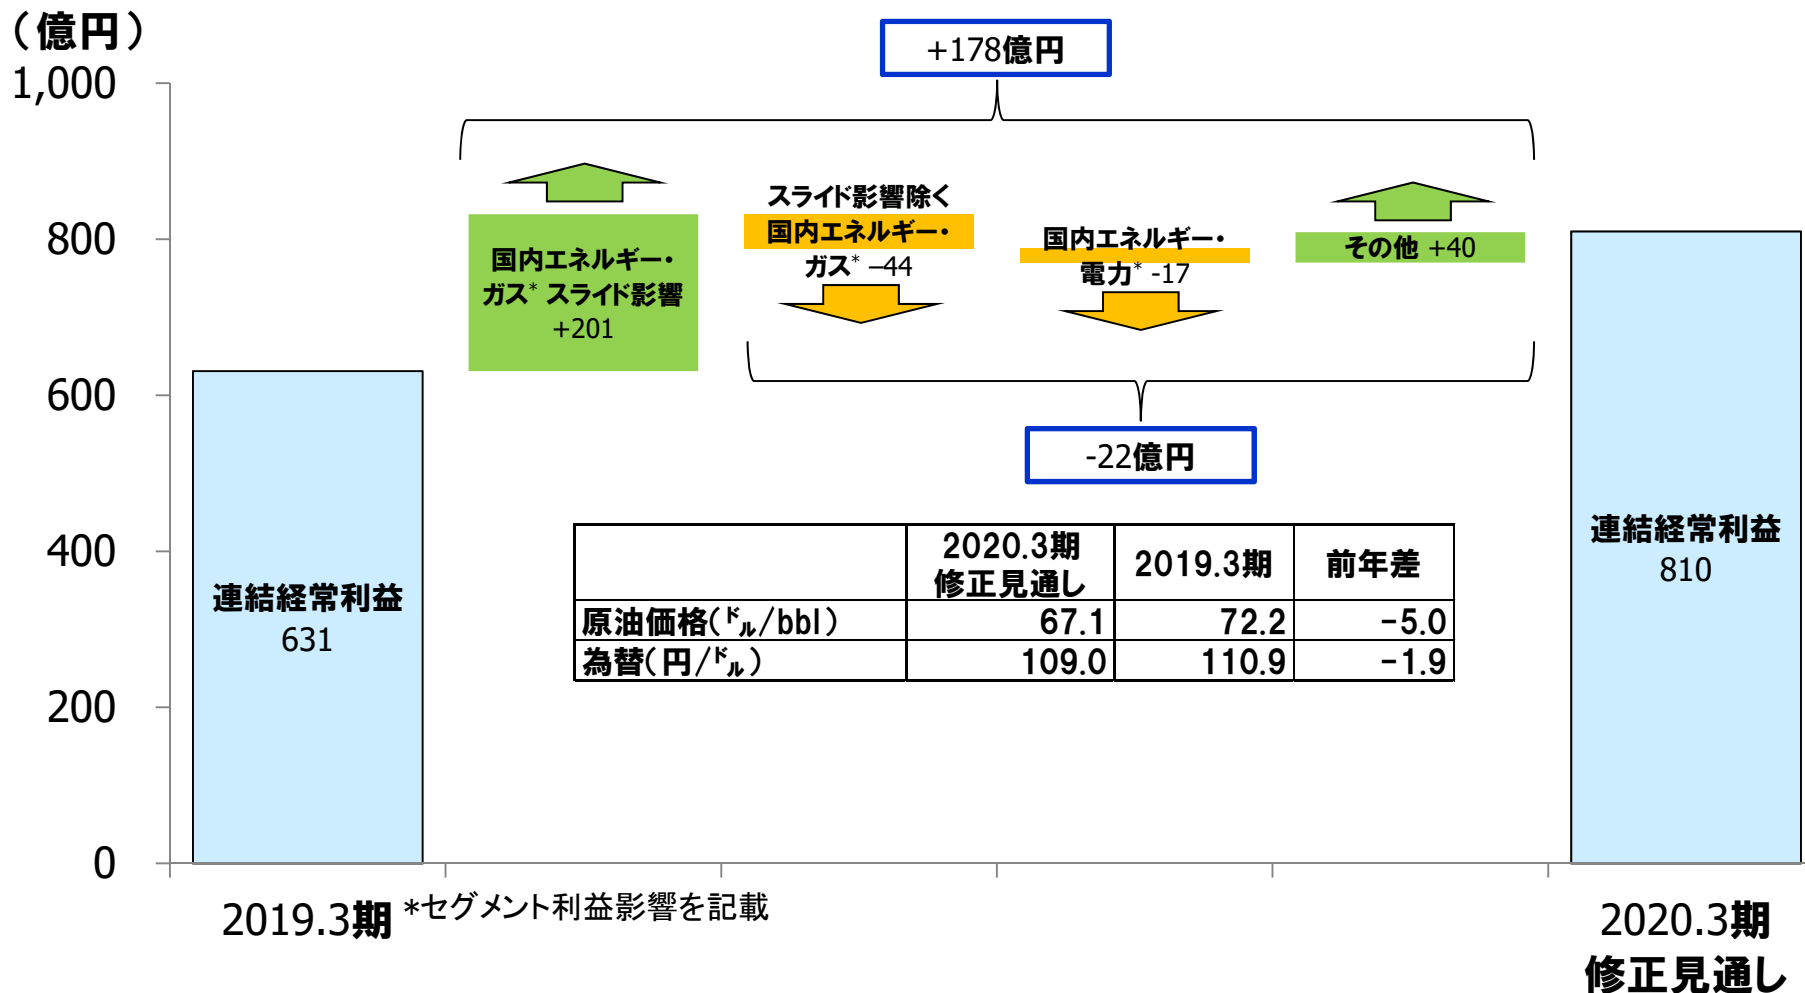 （億円）
1,000
800
600
400
200
0
+178億円
国内エネルギー・
ガス* スライド影響
+201
スライド影響除く
国内エネルギー・
ガス* –44
国内エネルギー・
電力* -17
その他 +40
-22億円
連結経常利益
631
連結経常利益
810
2020.3期
修正見通し
2019.3期
前年差
原油価格(ﾄﾞﾙ/bbl)
67.1
72.2
-5.0
為替(円/ﾄﾞﾙ)
109.0
110.9
-1.9
2019.3期
*セグメント利益影響を記載
2020.3期
修正見通し